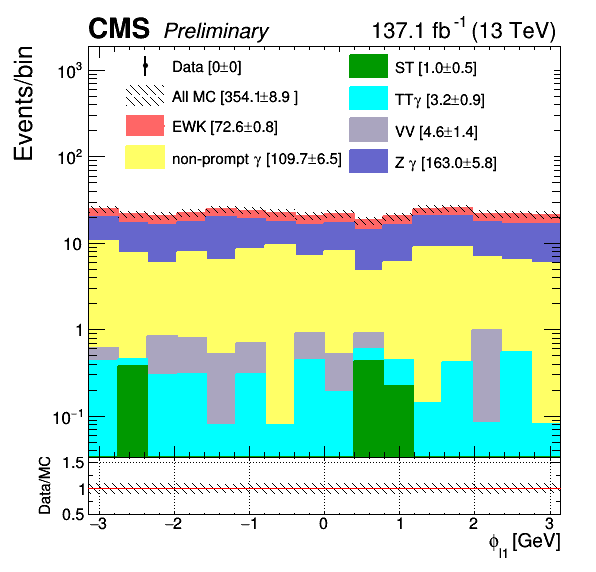 CMS Preliminary 137.1 fb⁻¹ (13 TeV)
Events/bin
10³
10²
10
1
10⁻¹
Data [0±0]
All MC [354.1±8.9 ]
EWK [72.6±0.8]
non-prompt γ [109.7±6.5]
ST [1.0±0.5]
TTγ [3.2±0.9]
VV [4.6±1.4]
Z γ [163.0±5.8]
Data/MC
1.5
1
0.5
−3 −2 −1 0 1 2 3
ϕ_l1 [GeV]